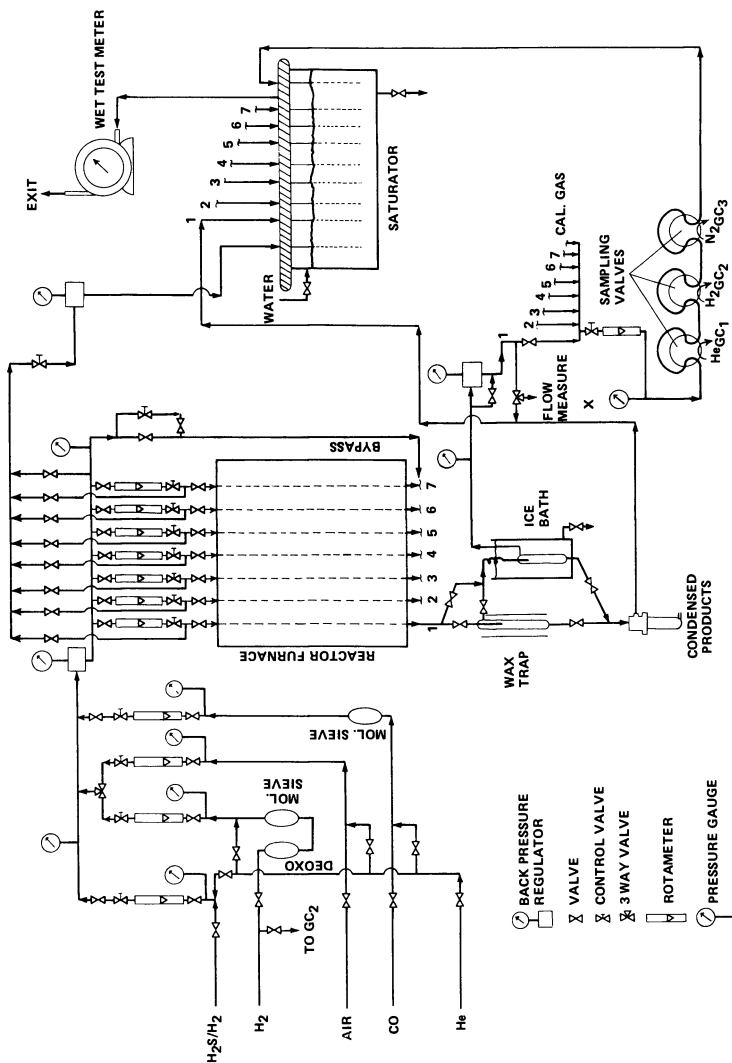 EXIT
WET TEST METER
WATER
1
2
3
4
5
6
7
SATURATOR
BYPASS
REACTOR FURNACE
1
2
3
4
5
6
7
MOL. SIEVE
MOL.
SIEVE
DEOXO
H2S/H2
H2
TO GC2
AIR
CO
He
WAX
TRAP
ICE
BATH
CONDENSED
PRODUCTS
FLOW
MEASURE
X
1
2
3
4
5
6
7
CAL. GAS
SAMPLING
VALVES
HeGC1
H2GC2
N2GC3
BACK PRESSURE
REGULATOR
VALVE
CONTROL VALVE
3 WAY VALVE
ROTAMETER
PRESSURE GAUGE